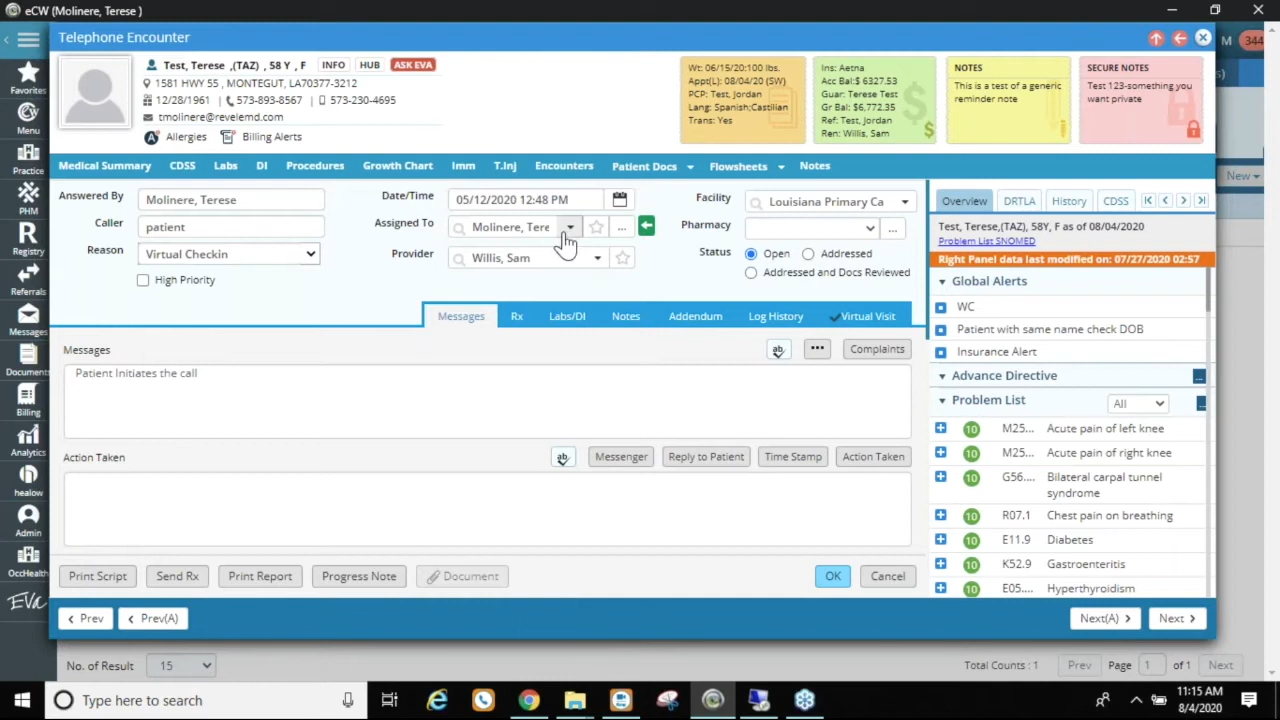 eCW (Molinere, Terese )
Telephone Encounter
M 344
Test, Terese ,(TAZ) , 58 Y , F INFO HUB ASK EVA
1581 HWY 55 , MONTEGUT, LA70377-3212
12/28/1961 573-893-8567 573-230-4695
tmolinere@revelemd.com
Allergies Billing Alerts
Wt: 06/15/20:100 lbs.
Appt(L): 08/04/20 (SW)
PCP: Test, Jordan
Lang: Spanish;Castilian
Trans: Yes
Ins: Aetna
Acc Bal:$ 6327.53
Guar: Terese Test
Gr Bal: $6,772.35
Ref: Test, Jordan
Ren: Willis, Sam
NOTES
This is a test of a generic
reminder note
SECURE NOTES
Test 123-something you
want private
Medical Summary CDSS Labs DI Procedures Growth Chart Imm T.Inj Encounters Patient Docs Flowsheets Notes
New
Favorites
Menu
Practice
PHM
Registry
Referrals
Messages
Document
Billing
Analytics
healow
Admin
OccHealth
EVA
Answered By Molinere, Terese
Caller patient
Reason Virtual Checkin
High Priority
Date/Time 05/12/2020 12:48 PM
Assigned To Molinere, Tere ...
Provider Willis, Sam
Facility Louisiana Primary Ca
Pharmacy ...
Status Open Addressed
Addressed and Docs Reviewed
Messages Rx Labs/DI Notes Addendum Log History Virtual Visit
Messages ab ••• Complaints
Patient Initiates the call
Action Taken ab Messenger Reply to Patient Time Stamp Action Taken
Print Script Send Rx Print Report Progress Note Document OK Cancel
Prev Prev(A) Next(A) Next
Overview DRTLA History CDSS
Test, Terese,(TAZ), 58Y, F as of 08/04/2020
Problem List SNOMED
Right Panel data last modified on: 07/27/2020 02:57
Global Alerts
WC
Patient with same name check DOB
Insurance Alert
Advance Directive ...
Problem List All
10 M25... Acute pain of left knee
10 M25... Acute pain of right knee
10 G56.... Bilateral carpal tunnel
syndrome
10 R07.1 Chest pain on breathing
10 E11.9 Diabetes
10 K52.9 Gastroenteritis
10 E05.... Hyperthyroidism
No. of Result 15 Total Counts : 1 Prev Page 1 of 1 Next
Type here to search
11:15 AM
8/4/2020